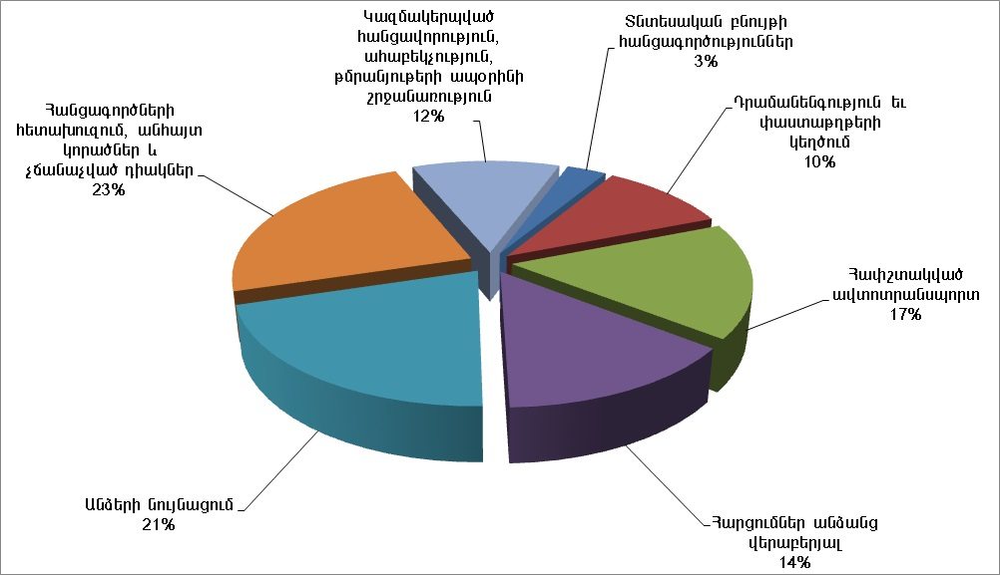 Կազմակերպված
հանցավորություն,
ահաբեկչություն,
թմրանյութերի ապօրինի
շրջանառություն
12%
Տնտեսական բնույթի
հանցագործություններ
3%
Դրամանենգություն եւ
փաստաթղթերի
կեղծում
10%
Հափշտակված
ավտոտրանսպորտ
17%
Հարցումներ անձանց
վերաբերյալ
14%
Անձերի նույնացում
21%
Հանցագործների
հետախուզում, անհայտ
կորածներ և
չճանաչված դիակներ
23%